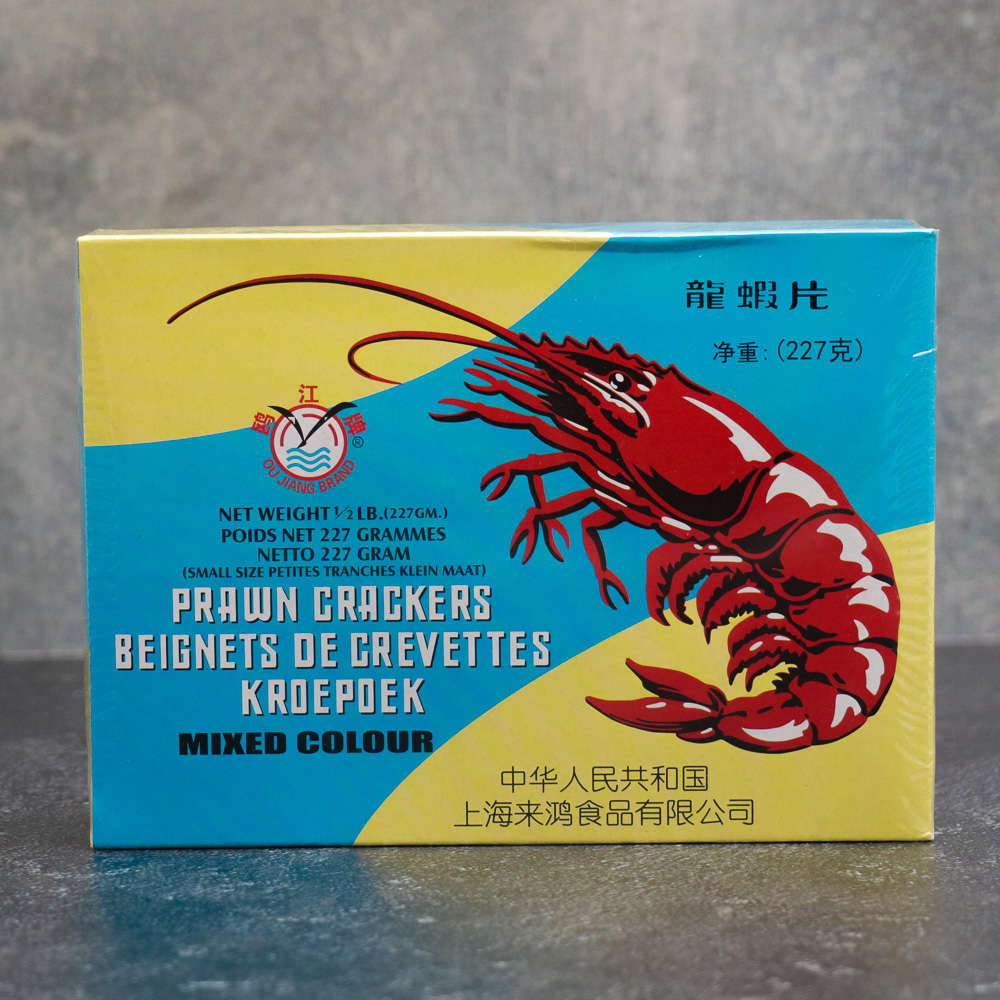 龍蝦片
净重:(227克)
鸥江牌
OU JIANG BRAND
®
NET WEIGHT 1/2 LB.(227GM.)
POIDS NET 227 GRAMMES
NETTO 227 GRAM
(SMALL SIZE PETITES TRANCHES KLEIN MAAT)
PRAWN CRACKERS
BEIGNETS DE CREVETTES
KROEPOEK
MIXED COLOUR
中华人民共和国
上海来鸿食品有限公司